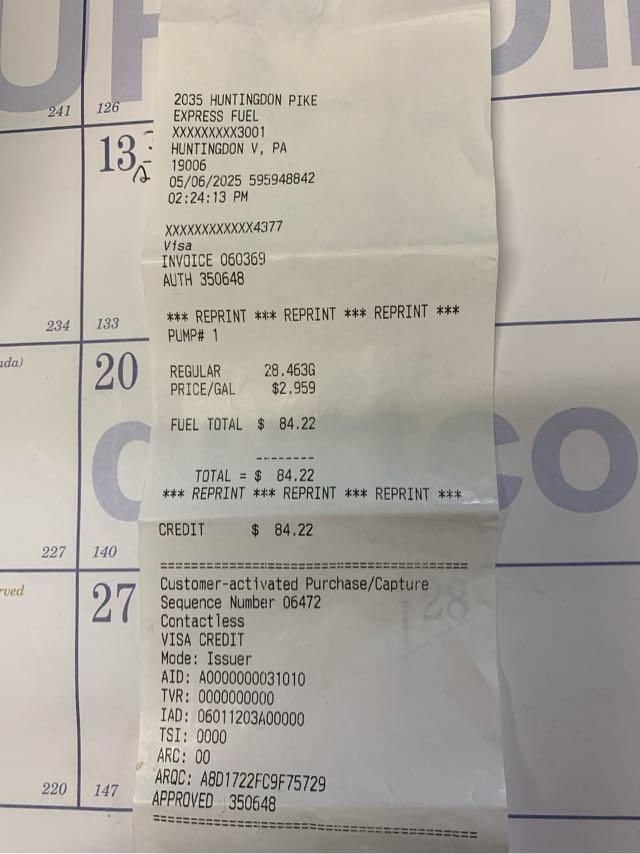 241 126
13
2035 HUNTINGDON PIKE
EXPRESS FUEL
XXXXXXXXX3001
HUNTINGDON V, PA
19006
05/06/2025 595948842
02:24:13 PM
XXXXXXXXXXXX4377
Visa
INVOICE 060369
AUTH 350648
*** REPRINT *** REPRINT *** REPRINT ***
PUMP# 1
234 133
20
REGULAR 28.463G
PRICE/GAL $2.959
FUEL TOTAL $ 84.22
--------
TOTAL = $ 84.22
*** REPRINT *** REPRINT *** REPRINT ***
CREDIT $ 84.22
227 140
27
==========================================
Customer-activated Purchase/Capture
Sequence Number 06472
Contactless
VISA CREDIT
Mode: Issuer
AID: A0000000031010
TVR: 0000000000
IAD: 06011203A00000
TSI: 0000
ARC: 00
ARQC: A8D1722FC9F75729
APPROVED 350648
==========================================
28
220 147